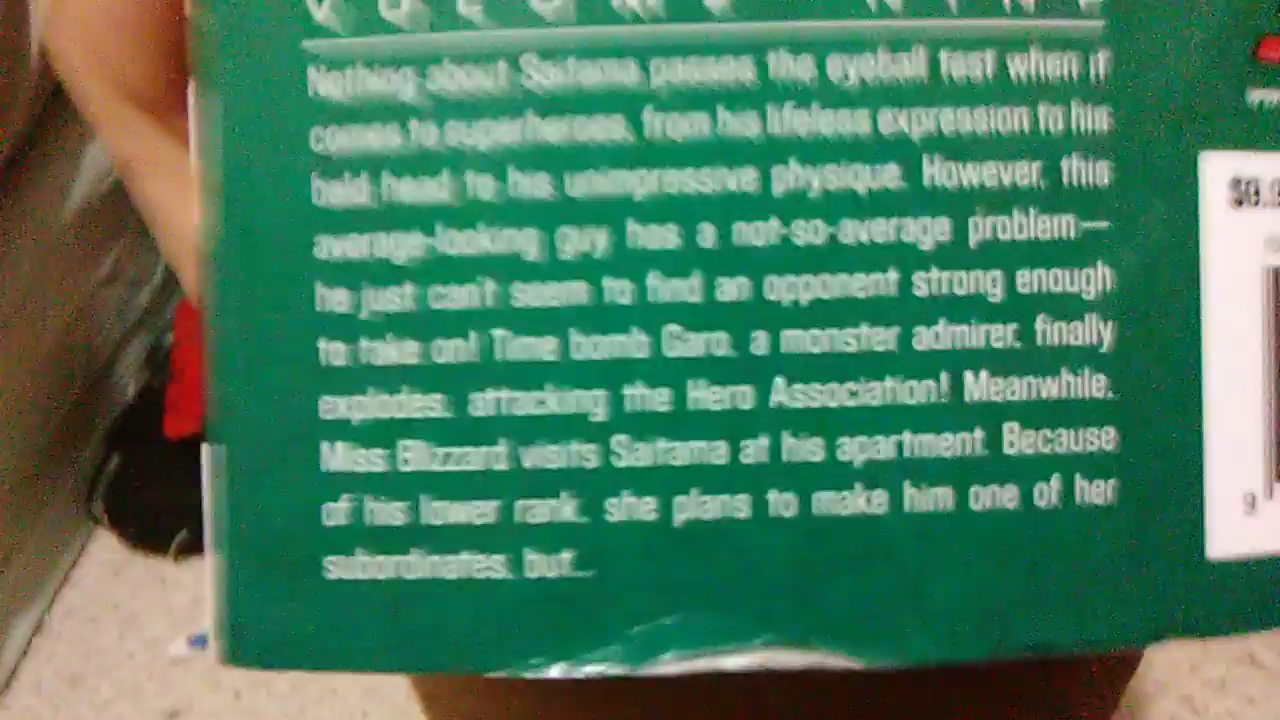 Nothing about Saitama passes the eyeball test when it
comes to superheroes, from his lifeless expression to his
bald head to his unimpressive physique. However, this
average-looking guy has a not-so-average problem—
he just can't seem to find an opponent strong enough
to take on! Time bomb Garo, a monster admirer, finally
explodes, attacking the Hero Association! Meanwhile,
Miss Blizzard visits Saitama at his apartment. Because
of his lower rank, she plans to make him one of her
subordinates, but...
9